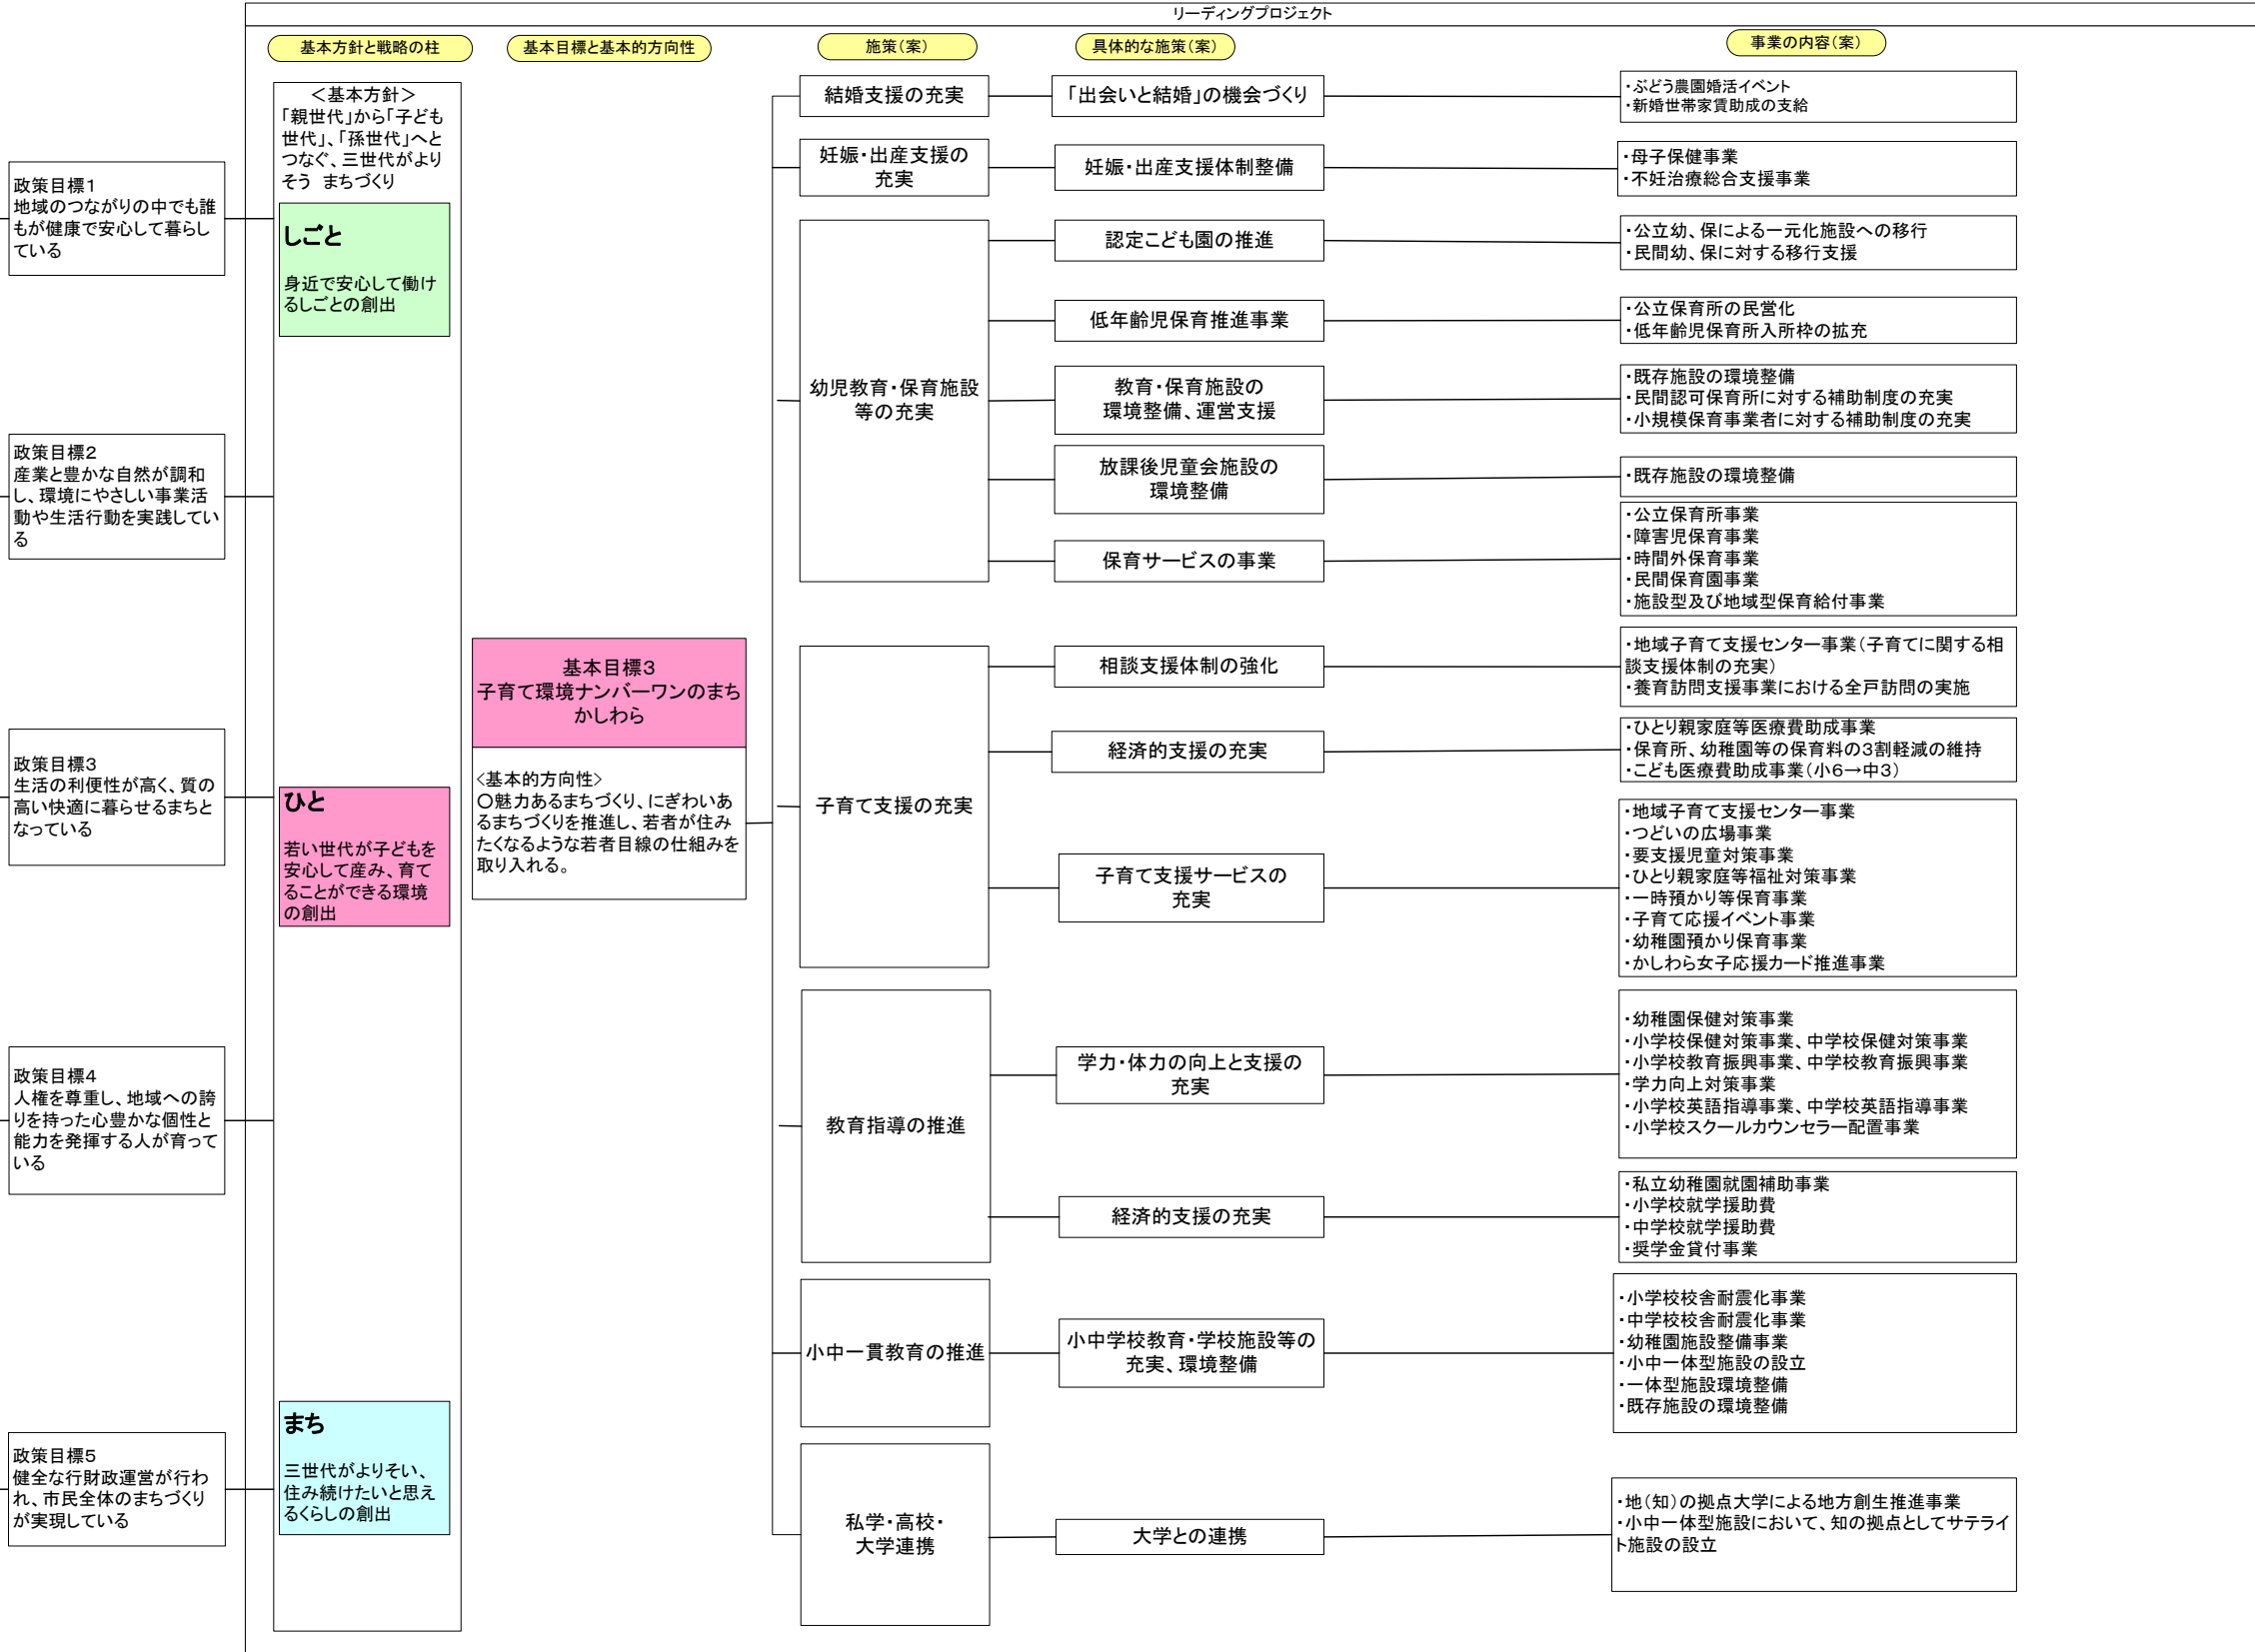 リーディングプロジェクト
基本方針と戦略の柱
基本目標と基本的方向性
施策(案)
具体的な施策(案)
事業の内容(案)
政策目標1
地域のつながりの中でも誰
もが健康で安心して暮らし
ている
政策目標2
産業と豊かな自然が調和
し、環境にやさしい事業活
動や生活行動を実践してい
る
政策目標3
生活の利便性が高く、質の
高い快適に暮らせるまちと
なっている
政策目標4
人権を尊重し、地域への誇
りを持った心豊かな個性と
能力を発揮する人が育って
いる
政策目標5
健全な行財政運営が行わ
れ、市民全体のまちづくり
が実現している
<基本方針>
「親世代」から「子ども
世代」、「孫世代」へと
つなぐ、三世代がより
そう まちづくり
しごと
身近で安心して働け
るしごとの創出
ひと
若い世代が子どもを
安心して産み、育て
ることができる環境
の創出
まち
三世代がよりそい、
住み続けたいと思え
るくらしの創出
基本目標3
子育て環境ナンバーワンのまち
かしわら
<基本的方向性>
○魅力あるまちづくり、にぎわいあ
るまちづくりを推進し、若者が住み
たくなるような若者目線の仕組みを
取り入れる。
結婚支援の充実
「出会いと結婚」の機会づくり
・ぶどう農園婚活イベント
・新婚世帯家賃助成の支給
妊娠・出産支援の
充実
妊娠・出産支援体制整備
・母子保健事業
・不妊治療総合支援事業
幼児教育・保育施設
等の充実
認定こども園の推進
・公立幼、保による一元化施設への移行
・民間幼、保に対する移行支援
低年齢児保育推進事業
・公立保育所の民営化
・低年齢児保育所入所枠の拡充
教育・保育施設の
環境整備、運営支援
・既存施設の環境整備
・民間認可保育所に対する補助制度の充実
・小規模保育事業者に対する補助制度の充実
放課後児童会施設の
環境整備
・既存施設の環境整備
保育サービスの事業
・公立保育所事業
・障害児保育事業
・時間外保育事業
・民間保育園事業
・施設型及び地域型保育給付事業
子育て支援の充実
相談支援体制の強化
・地域子育て支援センター事業(子育てに関する相
談支援体制の充実)
・養育訪問支援事業における全戸訪問の実施
経済的支援の充実
・ひとり親家庭等医療費助成事業
・保育所、幼稚園等の保育料の3割軽減の維持
・こども医療費助成事業(小6→中3)
子育て支援サービスの
充実
・地域子育て支援センター事業
・つどいの広場事業
・要支援児童対策事業
・ひとり親家庭等福祉対策事業
・一時預かり等保育事業
・子育て応援イベント事業
・幼稚園預かり保育事業
・かしわら女子応援カード推進事業
教育指導の推進
学力・体力の向上と支援の
充実
・幼稚園保健対策事業
・小学校保健対策事業、中学校保健対策事業
・小学校教育振興事業、中学校教育振興事業
・学力向上対策事業
・小学校英語指導事業、中学校英語指導事業
・小学校スクールカウンセラー配置事業
経済的支援の充実
・私立幼稚園就園補助事業
・小学校就学援助費
・中学校就学援助費
・奨学金貸付事業
小中一貫教育の推進
小中学校教育・学校施設等の
充実、環境整備
・小学校校舎耐震化事業
・中学校校舎耐震化事業
・幼稚園施設整備事業
・小中一体型施設の設立
・一体型施設環境整備
・既存施設の環境整備
私学・高校・
大学連携
大学との連携
・地(知)の拠点大学による地方創生推進事業
・小中一体型施設において、知の拠点としてサテライ
ト施設の設立